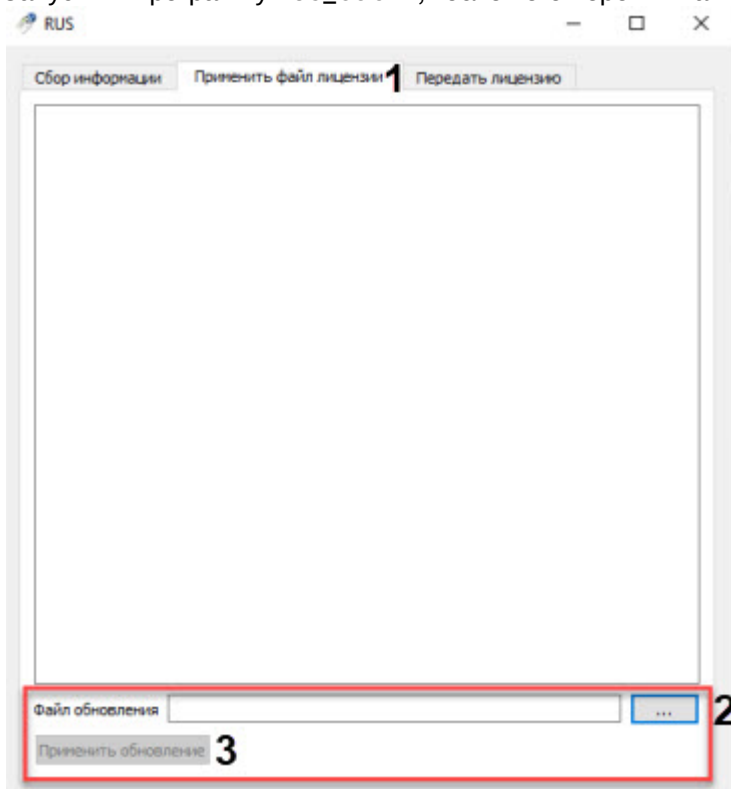 RUS
Сбор информации Применить файл лицензии 1 Передать лицензию
Файл обновления ... 2
Применить обновление 3